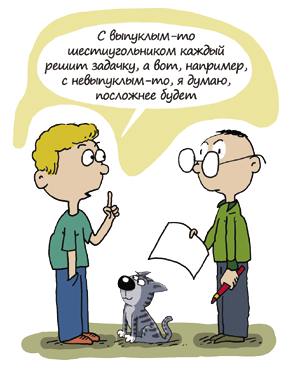 С выпуклым-то
шестиугольником каждый
решит задачку, а вот, например,
с невыпуклым-то, я думаю,
посложнее будет